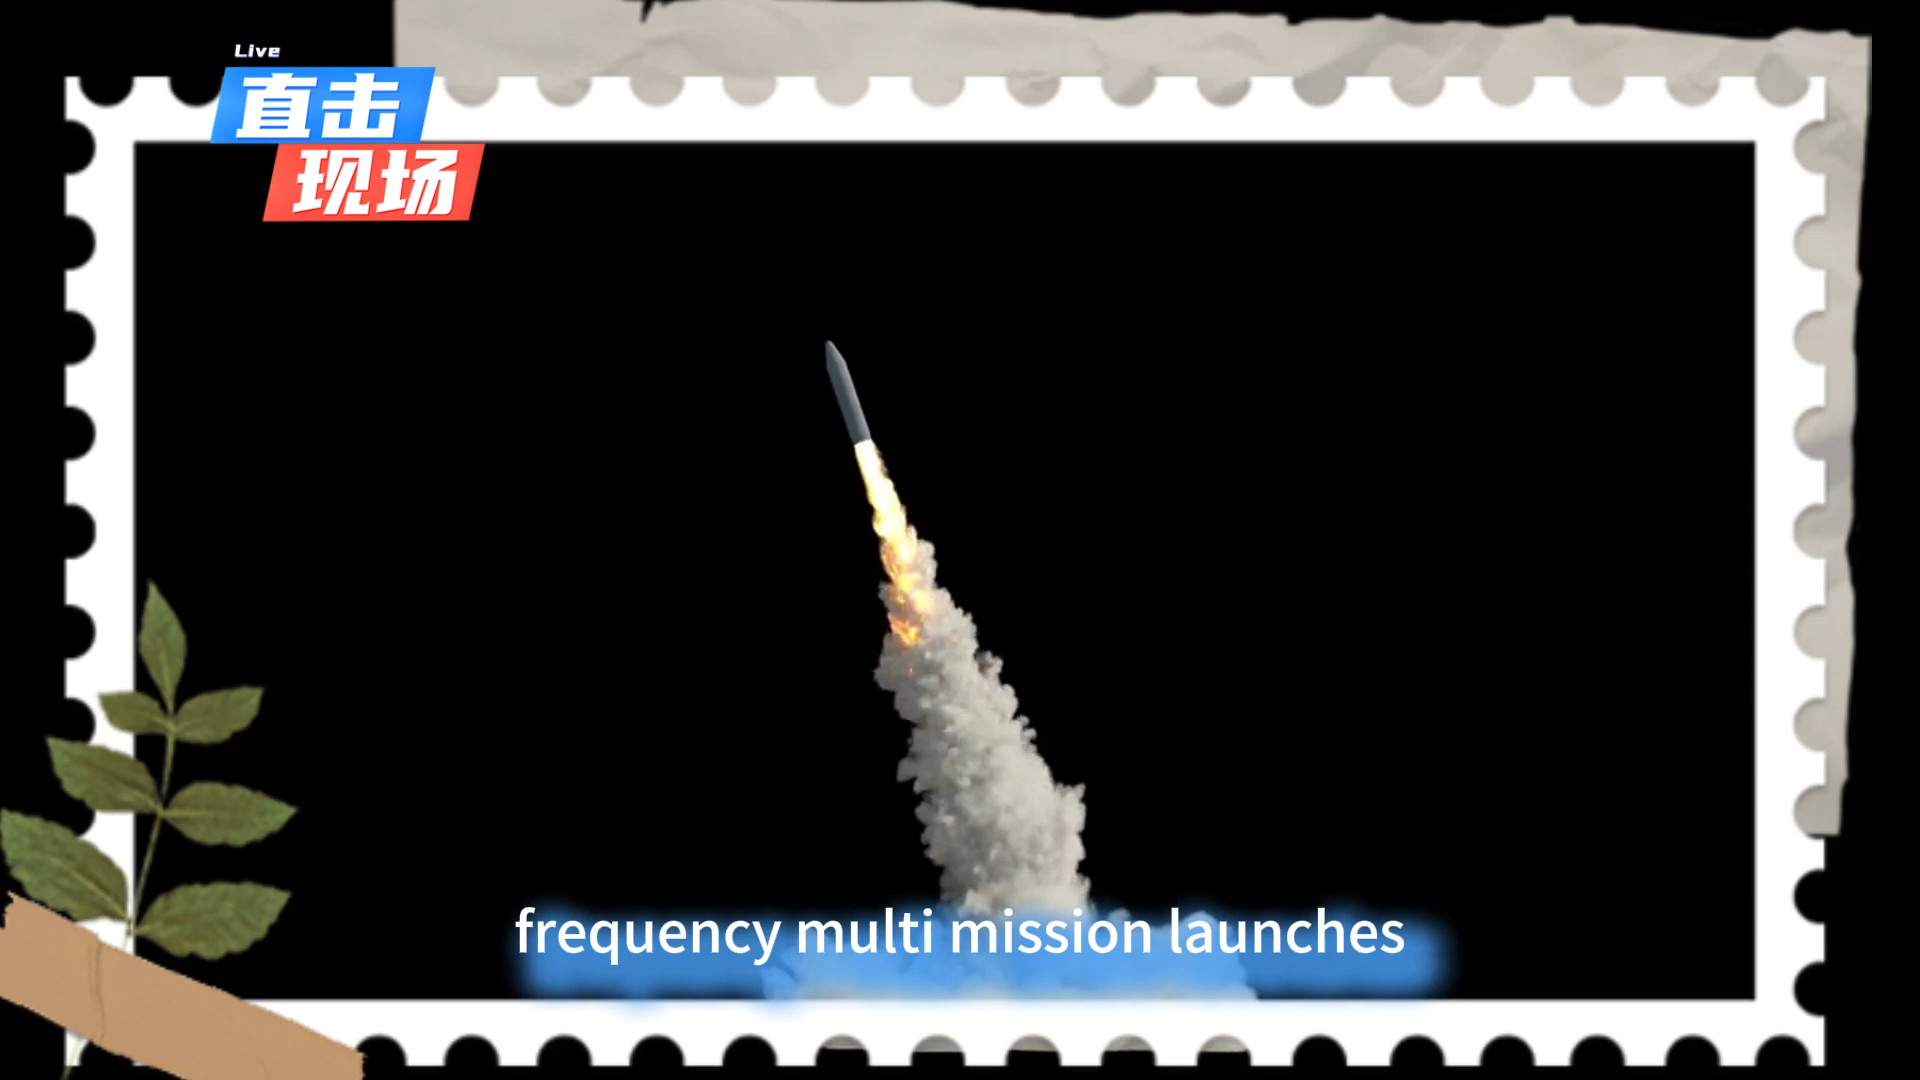 Live
直击
现场
frequency multi mission launches